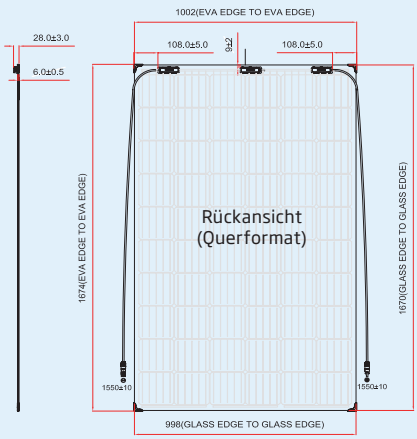 1002(EVA EDGE TO EVA EDGE)
28.0±3.0
108.0±5.0
9±2
108.0±5.0
6.0±0.5
Rückansicht
(Querformat)
1674(EVA EDGE TO EVA EDGE)
1670(GLASS EDGE TO GLASS EDGE)
1550±10
1550±10
998(GLASS EDGE TO GLASS EDGE)